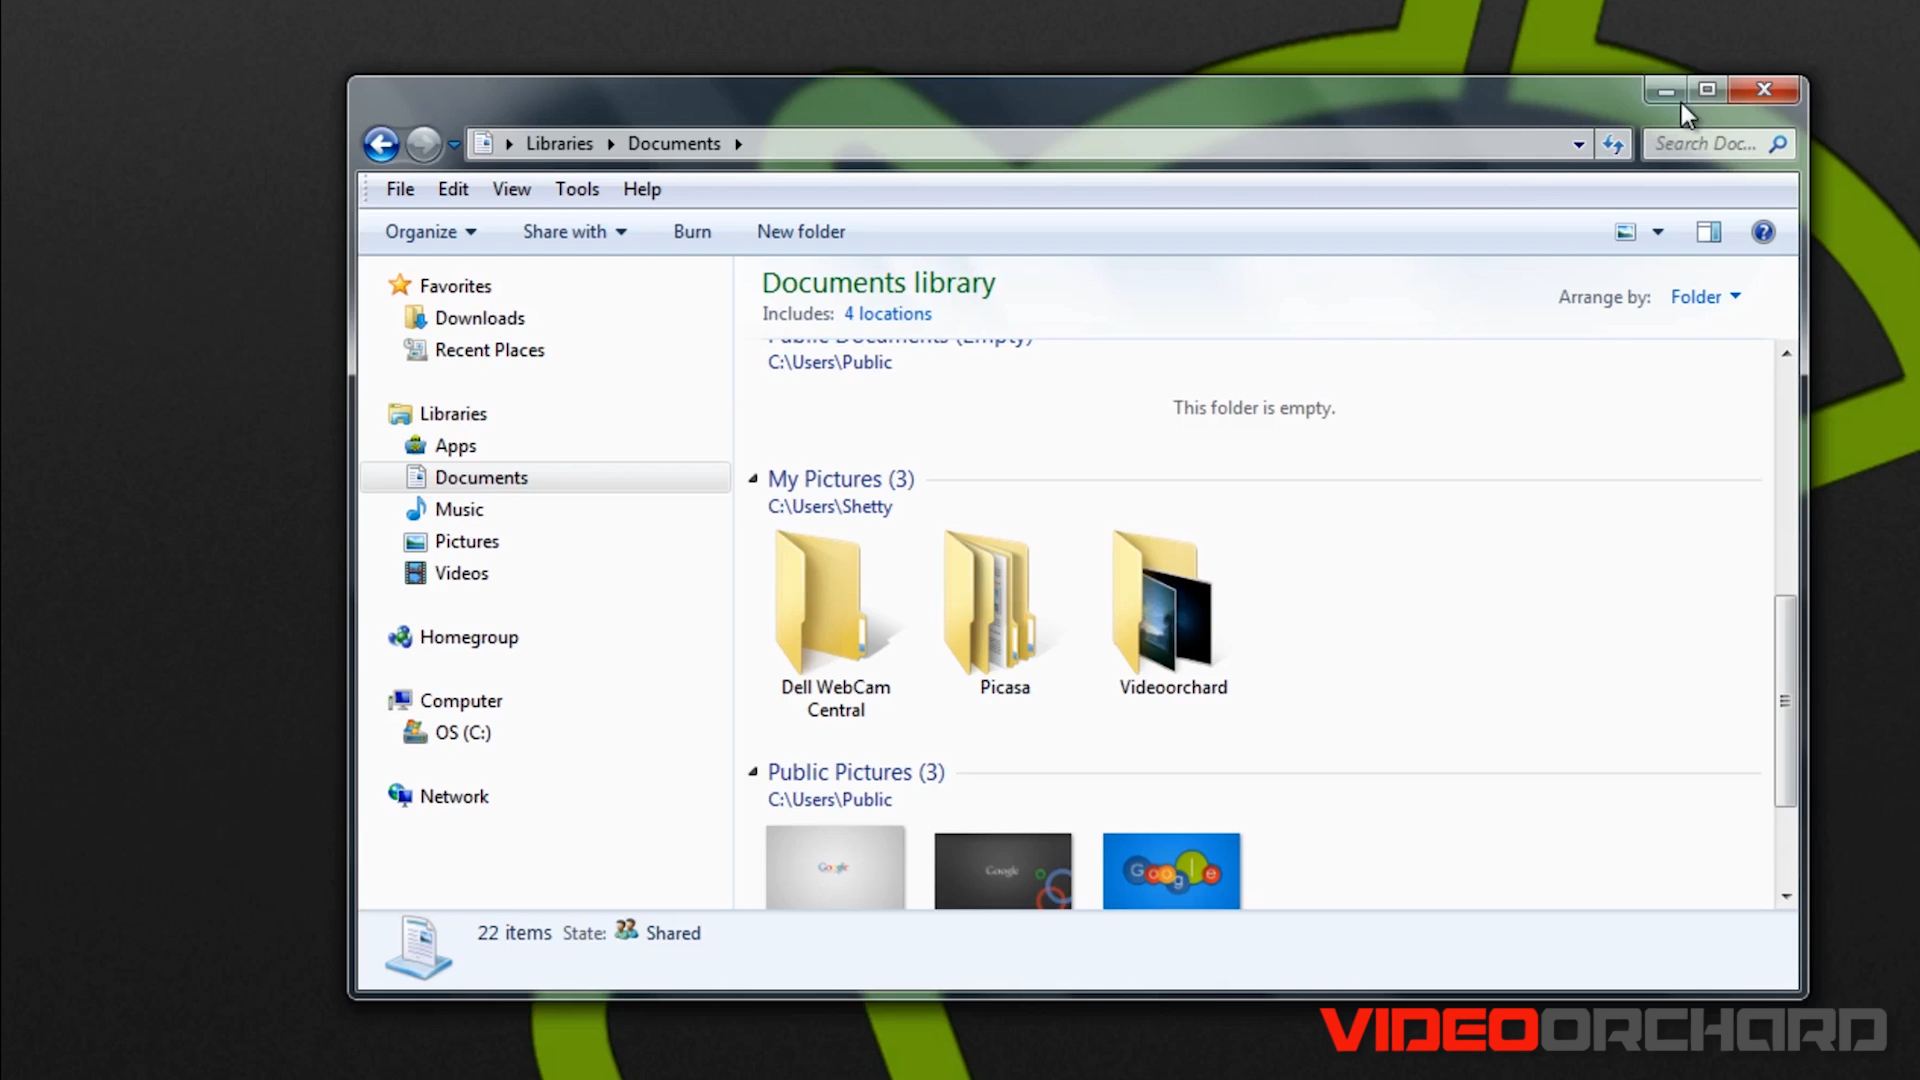 Libraries Documents
Search Doc...
File Edit View Tools Help
Organize Share with Burn New folder
Favorites
Downloads
Recent Places
Libraries
Apps
Documents
Music
Pictures
Videos
Homegroup
Computer
OS (C:)
Network
Documents library
Includes: 4 locations
Arrange by: Folder
Public Documents (Empty)
C:\Users\Public
This folder is empty.
My Pictures (3)
C:\Users\Shetty
Dell WebCam
Central
Picasa
Videoorchard
Public Pictures (3)
C:\Users\Public
Google
Google
Google
22 items State: Shared
VIDEOORCHARD